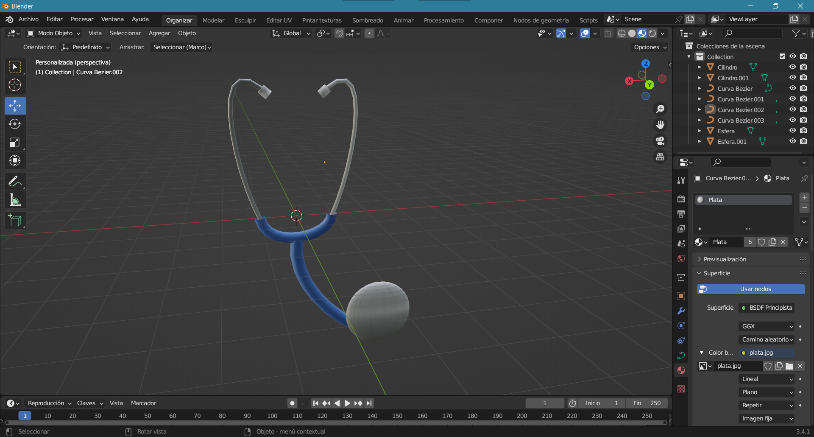 Blender
Archivo Editar Procesar Ventana Ayuda Organizar Modelar Esculpir Editar UV Pintar texturas Sombreado Animar Procesamiento Componer Nodos de geometría Scripts Scene ViewLayer
Modo Objeto Vista Seleccionar Agregar Objeto Global
Orientación: Predefinido Arrastrar: Seleccionar (Marco) Opciones
Colecciones de la escena
Collection
Cilindro
Cilindro.001
Curva Bezier
Curva Bezier.001
Curva Bezier.002
Curva Bezier.003
Esfera
Esfera.001
Personalizada (perspectiva)
(1) Collection | Curva Bezier.002
Z
X
Y
Curva Bezier.0... Plata
Plata
Plata 6
Previsualización
Superficie
Usar nodos
Superficie BSDF Principista
GGX
Camino aleatorio
Color b... plata.jpg
plata.jpg
Lineal
Plano
Repetir
Imagen fija
Reproducción Claves Vista Marcador 1 Inicio 1 Fin 250
1 10 20 30 40 50 60 70 80 90 100 110 120 130 140 150 160 170 180 190 200 210 220 230 240 250
Seleccionar Rotar vista Objeto - menú contextual 3.4.1